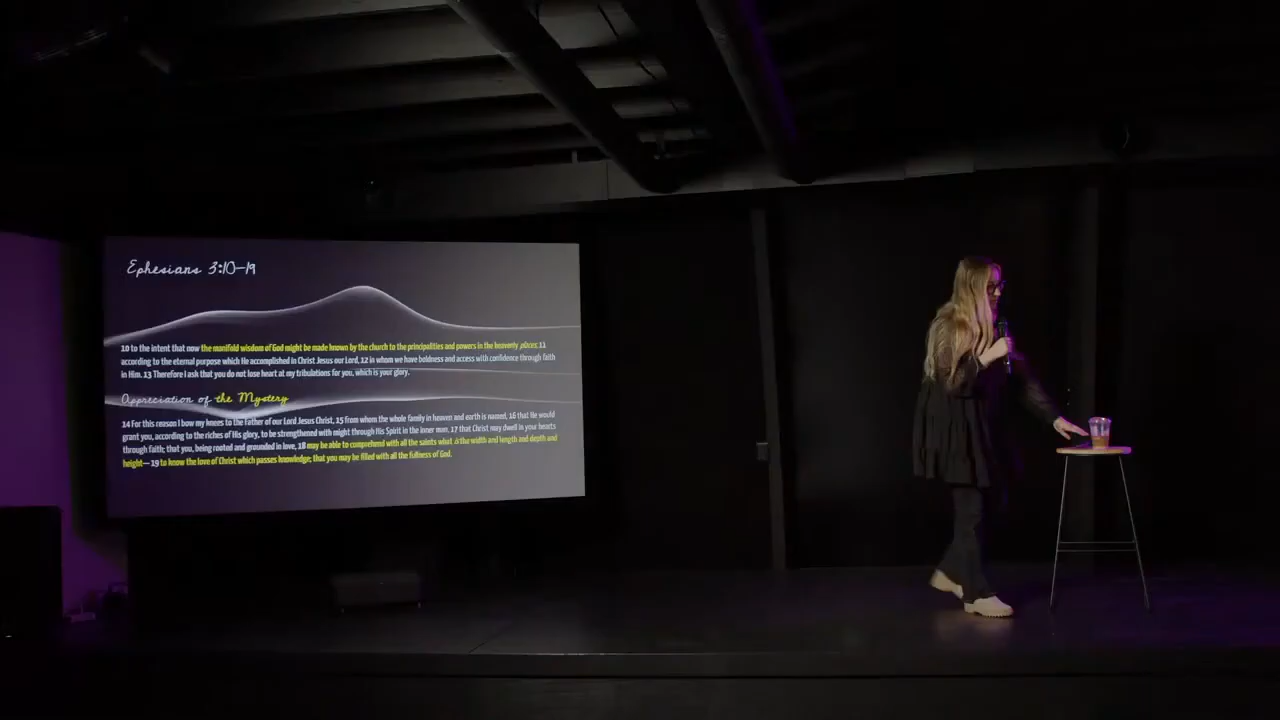 Ephesians 3:10-19
10 to the intent that now the manifold wisdom of God might be made known by the church to the principalities and powers in the heavenly places, 11
according to the eternal purpose which He accomplished in Christ Jesus our Lord, 12 in whom we have boldness and access with confidence through faith
in Him. 13 Therefore I ask that you do not lose heart at my tribulations for you, which is your glory.
Appreciation of the Mystery
14 For this reason I bow my knees to the Father of our Lord Jesus Christ, 15 from whom the whole family in heaven and earth is named, 16 that He would
grant you, according to the riches of His glory, to be strengthened with might through His Spirit in the inner man, 17 that Christ may dwell in your hearts
through faith; that you, being rooted and grounded in love, 18 may be able to comprehend with all the saints what is the width and length and depth and
height— 19 to know the love of Christ which passes knowledge; that you may be filled with all the fullness of God.